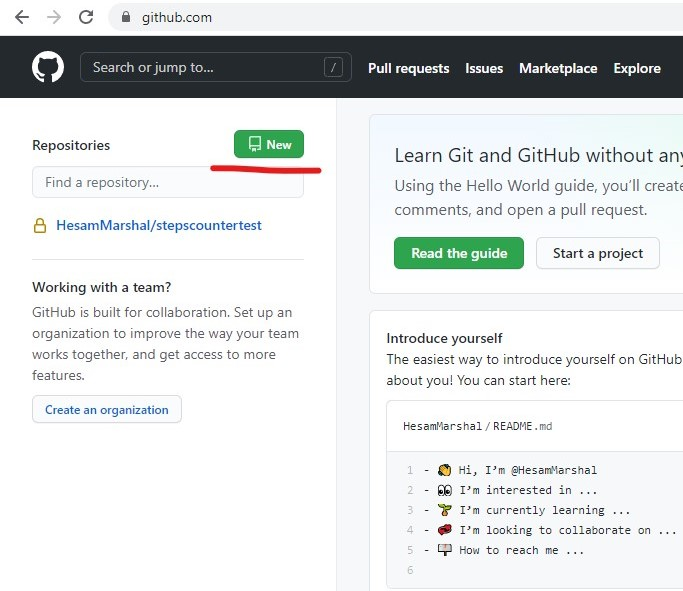 github.com
Search or jump to...
/
Pull requests
Issues
Marketplace
Explore
Repositories
New
Find a repository...
HesamMarshal/stepscountertest
Working with a team?
GitHub is built for collaboration. Set up an
organization to improve the way your team
works together, and get access to more
features.
Create an organization
Learn Git and GitHub without any
Using the Hello World guide, you'll create
comments, and open a pull request.
Read the guide
Start a project
Introduce yourself
The easiest way to introduce yourself on GitHub
about you! You can start here:
HesamMarshal/README.md
1 - 👋 Hi, I'm @HesamMarshal
2 - 👀 I'm interested in ...
3 - 🌱 I'm currently learning ...
4 - 💞️ I'm looking to collaborate on ...
5 - 📫 How to reach me ...
6